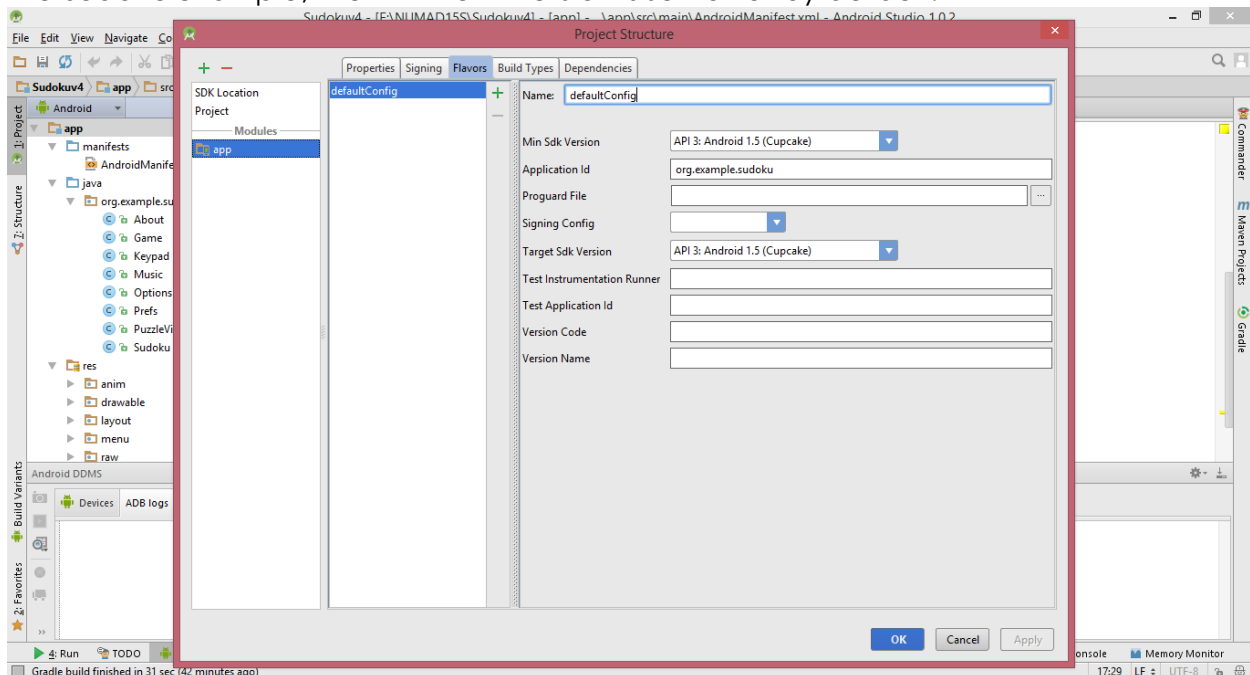 Sudokuv4 - [E:\NUMAD15S\Sudokuv4] - [app] - ...\app\src\main\AndroidManifest.xml - Android Studio 1.0.2
File Edit View Navigate Co
Project Structure
Sudokuv4 app src
Android
app
manifests
AndroidManife
java
org.example.su
About
Game
Keypad
Music
Options
Prefs
PuzzleVi
Sudoku
res
anim
drawable
layout
menu
raw
1: Project
7: Structure
Build Variants
2: Favorites
Android DDMS
Devices ADB logs
»
4: Run TODO
Gradle build finished in 31 sec (42 minutes ago)
SDK Location
Project
Modules
app
Properties Signing Flavors Build Types Dependencies
defaultConfig
Name: defaultConfig
Min Sdk Version API 3: Android 1.5 (Cupcake)
Application Id org.example.sudoku
Proguard File ...
Signing Config
Target Sdk Version API 3: Android 1.5 (Cupcake)
Test Instrumentation Runner
Test Application Id
Version Code
Version Name
OK Cancel Apply
Commander
m Maven Projects
Gradle
onsole Memory Monitor
17:29 LF UTF-8